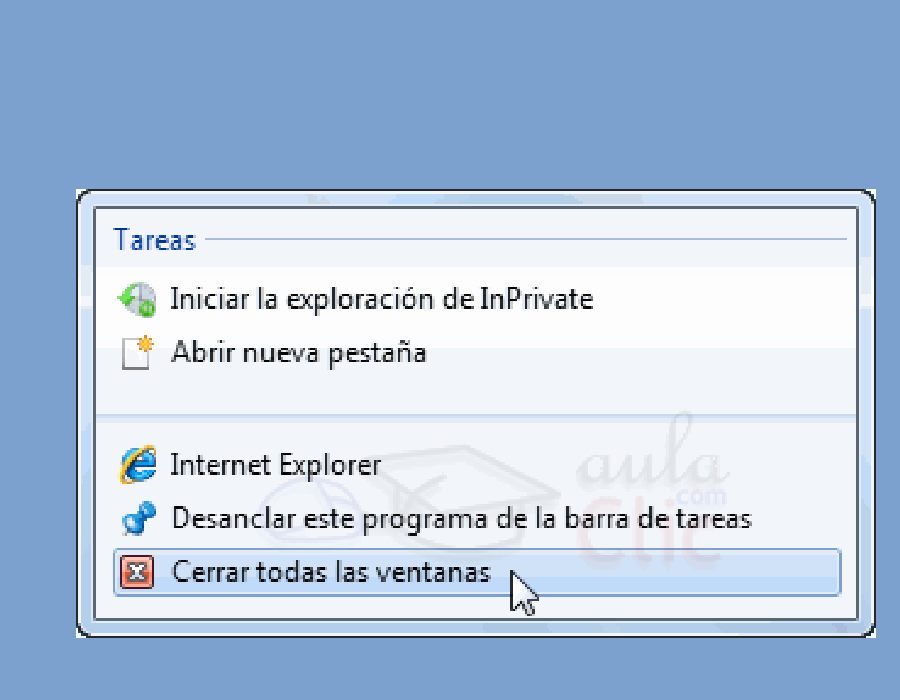 Tareas
Iniciar la exploración de InPrivate
Abrir nueva pestaña
Internet Explorer
Desanclar este programa de la barra de tareas
Cerrar todas las ventanas
aula
com
Clic